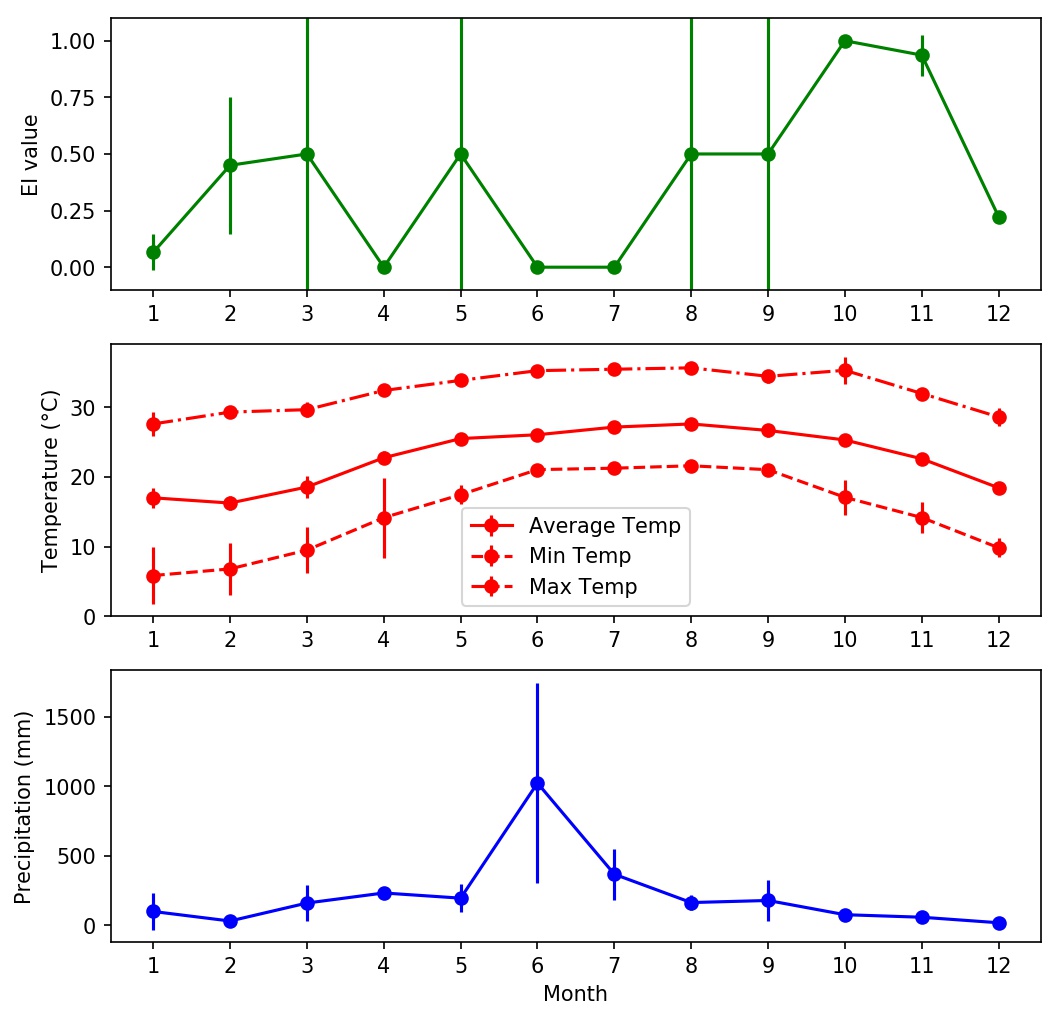 EI value
1.00
0.75
0.50
0.25
0.00
1 2 3 4 5 6 7 8 9 10 11 12
Temperature (°C)
30
20
10
0
Average Temp
Min Temp
Max Temp
1 2 3 4 5 6 7 8 9 10 11 12
Precipitation (mm)
1500
1000
500
0
1 2 3 4 5 6 7 8 9 10 11 12
Month